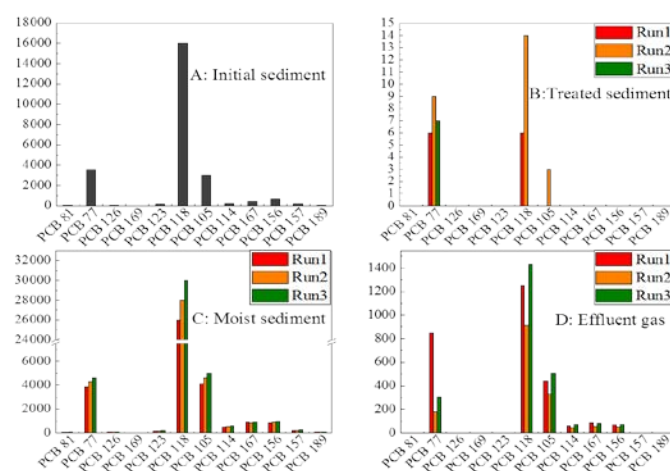 18000
16000
14000
12000
10000
8000
6000
4000
2000
0
A: Initial sediment
PCB 81
PCB 77
PCB 126
PCB 169
PCB 123
PCB 118
PCB 105
PCB 114
PCB 167
PCB 156
PCB 157
PCB 189
15
14
13
12
11
10
9
8
7
6
5
4
3
2
1
0
Run1
Run2
Run3
B:Treated sediment
PCB 81
PCB 77
PCB 126
PCB 169
PCB 123
PCB 118
PCB 105
PCB 114
PCB 167
PCB 156
PCB 157
PCB 189
32000
30000
28000
26000
24000
6000
4000
2000
0
Run1
Run2
Run3
C: Moist sediment
PCB 81
PCB 77
PCB 126
PCB 169
PCB 123
PCB 118
PCB 105
PCB 114
PCB 167
PCB 156
PCB 157
PCB 189
1400
1200
1000
800
600
400
200
0
Run1
Run2
Run3
D: Effluent gas
PCB 81
PCB 77
PCB 126
PCB 169
PCB 123
PCB 118
PCB 105
PCB 114
PCB 167
PCB 156
PCB 157
PCB 189